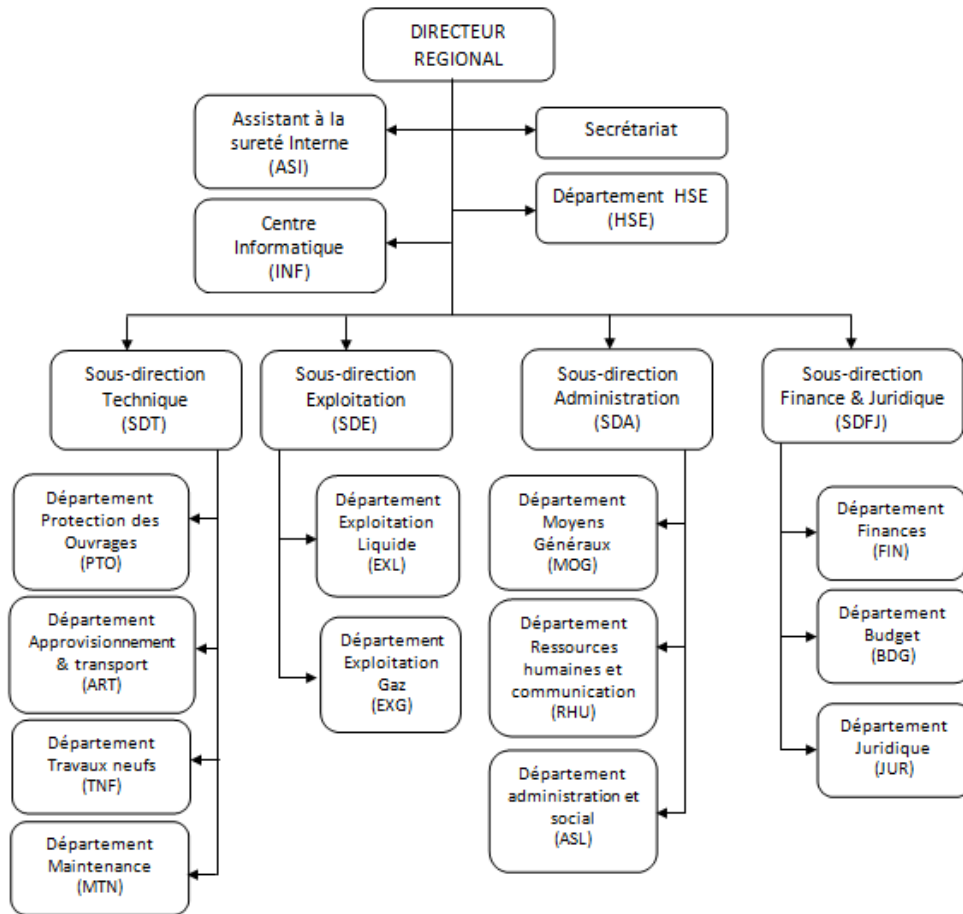 DIRECTEUR
REGIONAL
Assistant à la
sureté Interne
(ASI)
Secrétariat
Département HSE
(HSE)
Centre
Informatique
(INF)
Sous-direction
Technique
(SDT)
Sous-direction
Exploitation
(SDE)
Sous-direction
Administration
(SDA)
Sous-direction
Finance & Juridique
(SDFJ)
Département
Protection des
Ouvrages
(PTO)
Département
Approvisionnement
& transport
(ART)
Département
Travaux neufs
(TNF)
Département
Maintenance
(MTN)
Département
Exploitation
Liquide
(EXL)
Département
Exploitation
Gaz
(EXG)
Département
Moyens
Généraux
(MOG)
Département
Ressources
humaines et
communication
(RHU)
Département
administration et
social
(ASL)
Département
Finances
(FIN)
Département
Budget
(BDG)
Département
Juridique
(JUR)